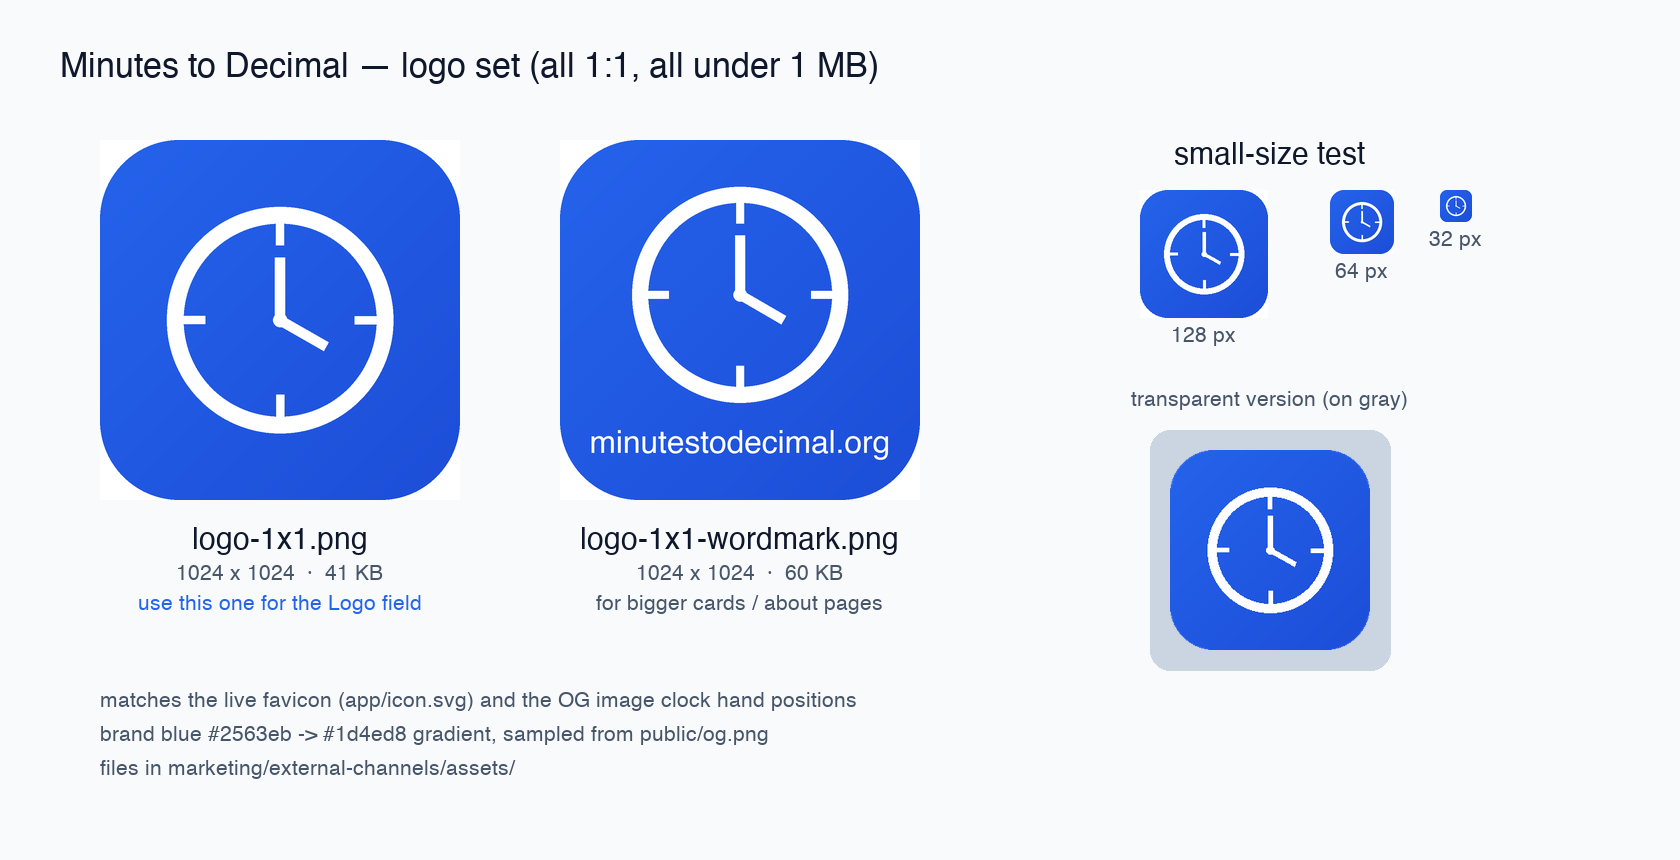 Minutes to Decimal — logo set (all 1:1, all under 1 MB)
minutestodecimal.org
logo-1x1.png
1024 x 1024 · 41 KB
use this one for the Logo field
logo-1x1-wordmark.png
1024 x 1024 · 60 KB
for bigger cards / about pages
small-size test
128 px
64 px
32 px
transparent version (on gray)
matches the live favicon (app/icon.svg) and the OG image clock hand positions
brand blue #2563eb -> #1d4ed8 gradient, sampled from public/og.png
files in marketing/external-channels/assets/